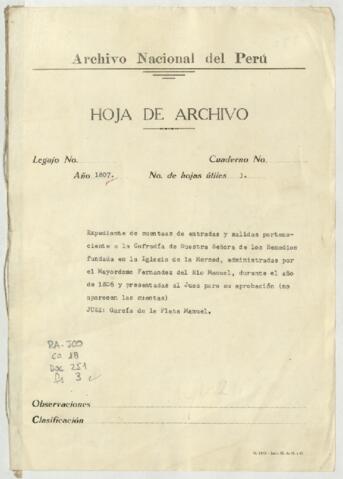 Archivo Nacional del Perú
HOJA DE ARCHIVO
Legajo No. Cuaderno No.
Año 1807. No. de hojas útiles 3.
Expediente de cuentas de entradas y salidas pertene-
ciente a la Cofradía de Nuestra Señora de los Remedios
fundada en la Iglesia de la Merced, administradas por
el Mayordomo Fernandez del Rio Manuel, durante el año
de 1806 y presentadas al Juez para su aprobación (no
aparecen las cuentas)
JUEZ: García de la Plata Manuel.
RA-J00
Ca 18
Doc 251
fs 3
Observaciones
Clasificación